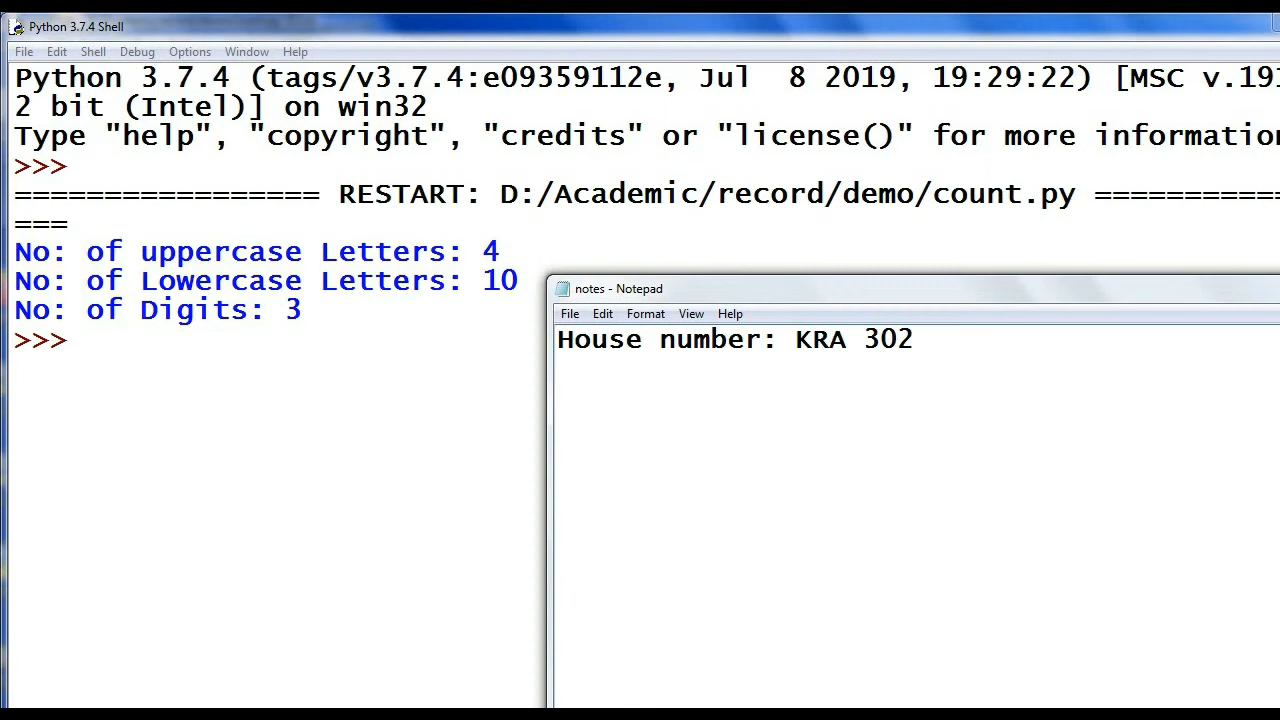 Python 3.7.4 Shell
File Edit Shell Debug Options Window Help
Python 3.7.4 (tags/v3.7.4:e09359112e, Jul  8 2019, 19:29:22) [MSC v.191
2 bit (Intel)] on win32
Type "help", "copyright", "credits" or "license()" for more information
>>>
================= RESTART: D:/Academic/record/demo/count.py ===========
===
No: of uppercase Letters: 4
No: of Lowercase Letters: 10
No: of Digits: 3
>>>
notes - Notepad
File Edit Format View Help
House number: KRA 302